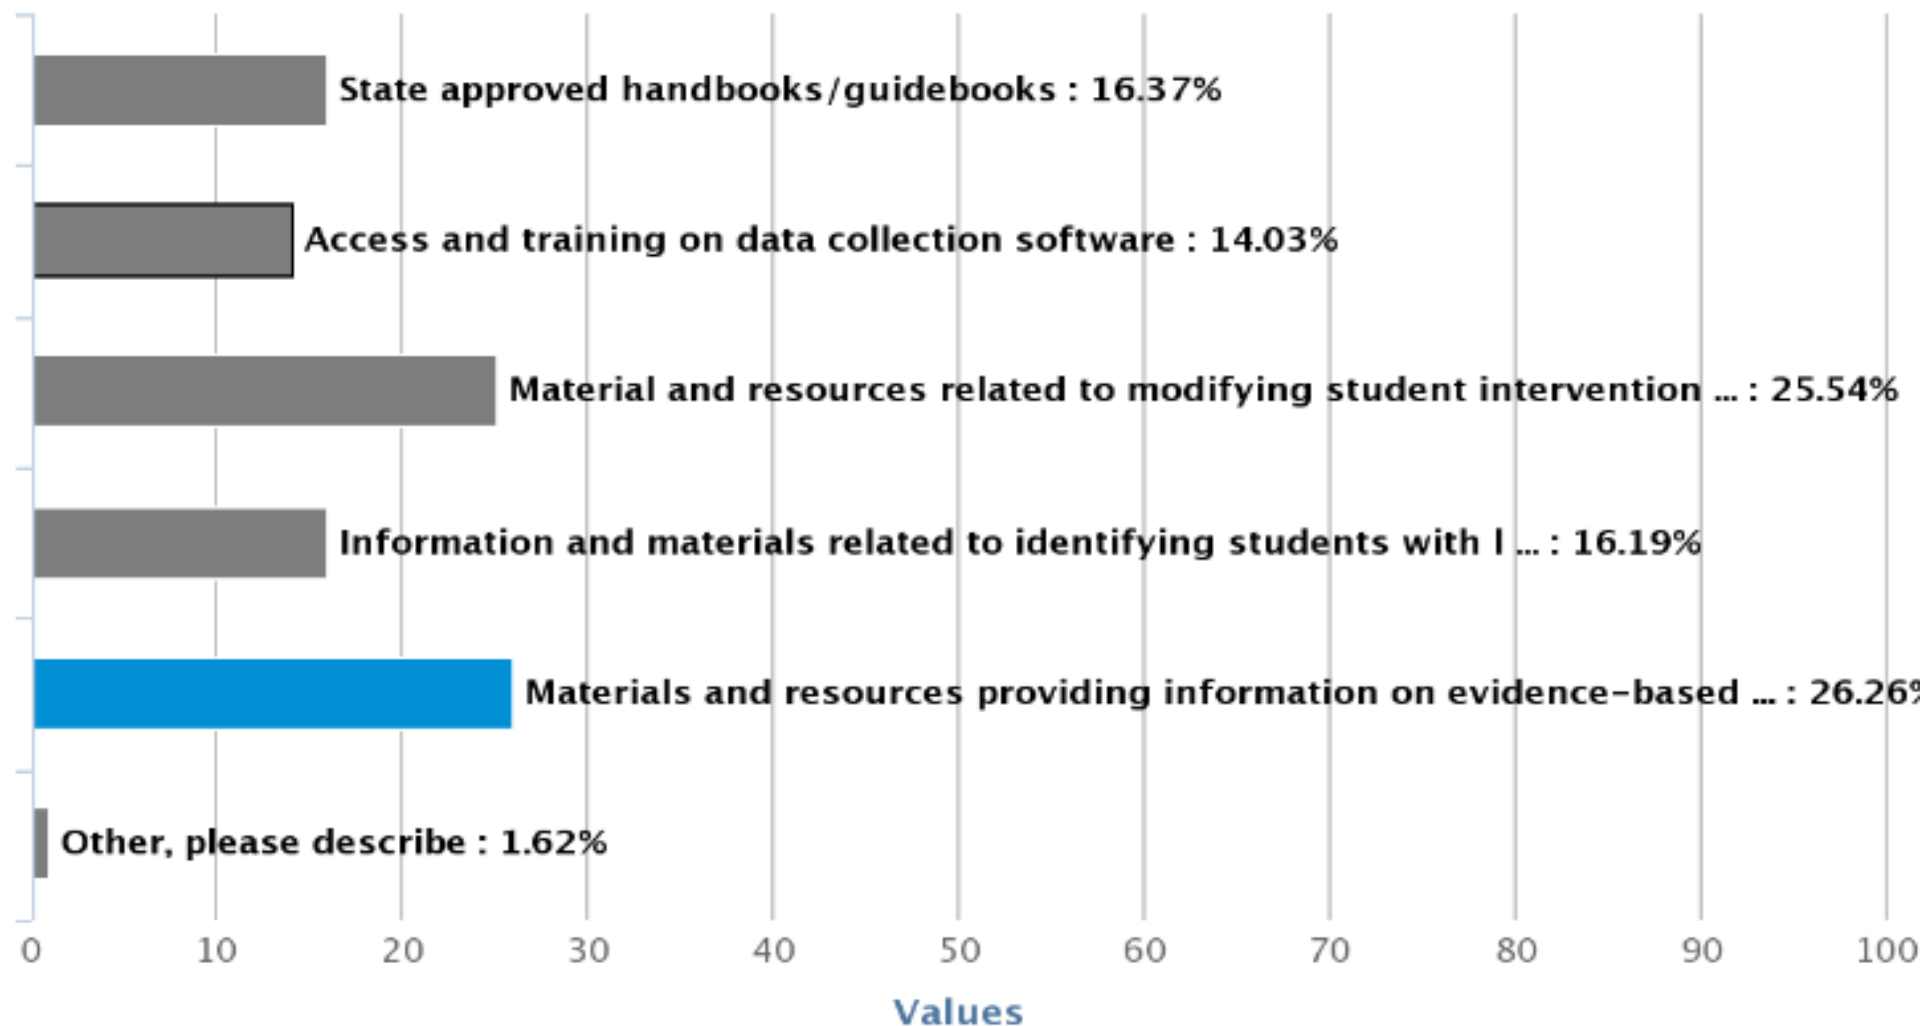 State approved handbooks/guidebooks : 16.37%
Access and training on data collection software : 14.03%
Material and resources related to modifying student intervention ... : 25.54%
Information and materials related to identifying students with l ... : 16.19%
Materials and resources providing information on evidence-based ... : 26.26%
Other, please describe : 1.62%
0 10 20 30 40 50 60 70 80 90 100
Values